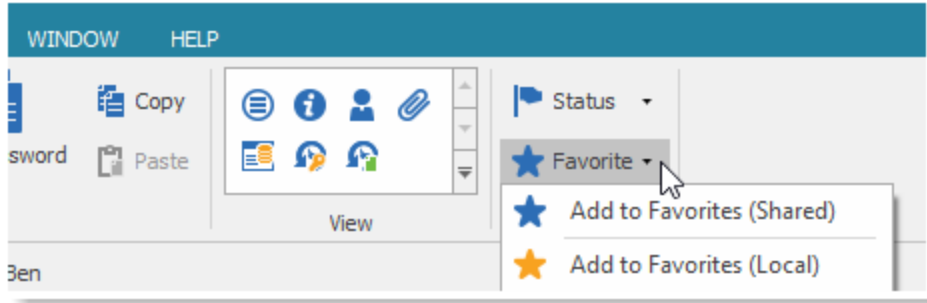 WINDOW HELP
Copy
Status
sword
Paste
Favorite
Add to Favorites (Shared)
View
Add to Favorites (Local)
Ben